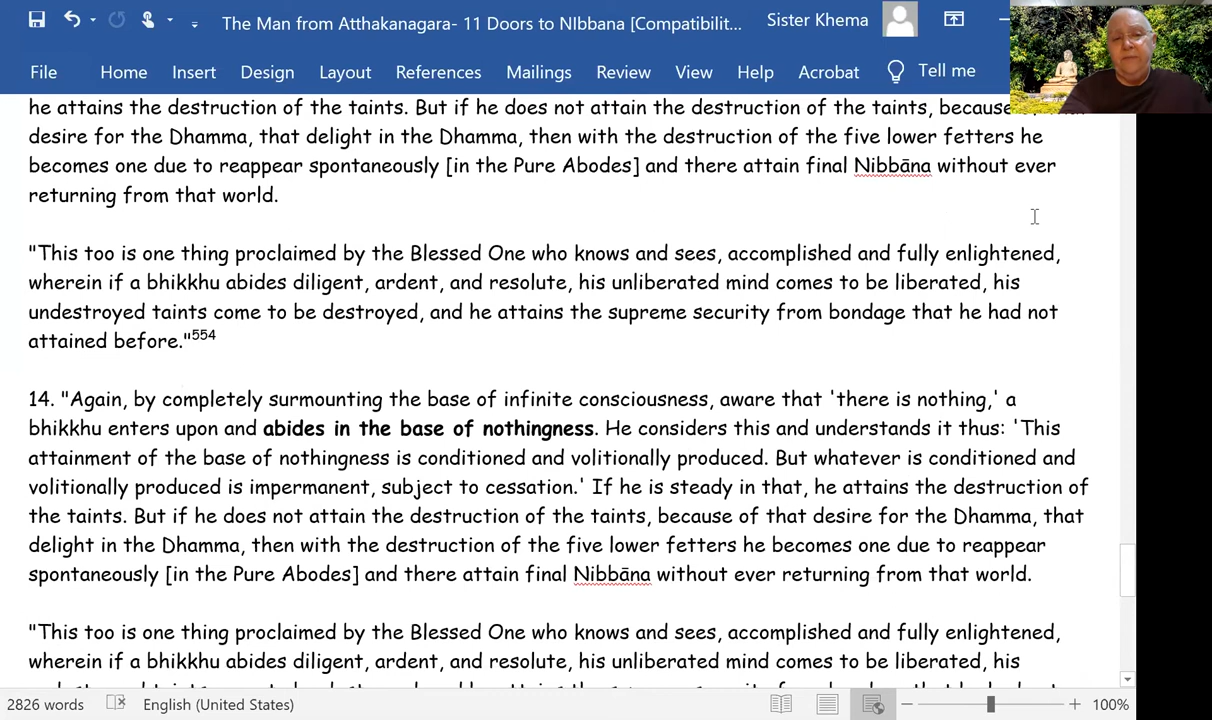 The Man from Atthakanagara- 11 Doors to NIbbana [Compatibilit...
Sister Khema
File Home Insert Design Layout References Mailings Review View Help Acrobat Tell me
he attains the destruction of the taints. But if he does not attain the destruction of the taints, because
desire for the Dhamma, that delight in the Dhamma, then with the destruction of the five lower fetters he
becomes one due to reappear spontaneously [in the Pure Abodes] and there attain final Nibbāna without ever
returning from that world.
"This too is one thing proclaimed by the Blessed One who knows and sees, accomplished and fully enlightened,
wherein if a bhikkhu abides diligent, ardent, and resolute, his unliberated mind comes to be liberated, his
undestroyed taints come to be destroyed, and he attains the supreme security from bondage that he had not
attained before."554
14. "Again, by completely surmounting the base of infinite consciousness, aware that 'there is nothing,' a
bhikkhu enters upon and abides in the base of nothingness. He considers this and understands it thus: 'This
attainment of the base of nothingness is conditioned and volitionally produced. But whatever is conditioned and
volitionally produced is impermanent, subject to cessation.' If he is steady in that, he attains the destruction of
the taints. But if he does not attain the destruction of the taints, because of that desire for the Dhamma, that
delight in the Dhamma, then with the destruction of the five lower fetters he becomes one due to reappear
spontaneously [in the Pure Abodes] and there attain final Nibbāna without ever returning from that world.
"This too is one thing proclaimed by the Blessed One who knows and sees, accomplished and fully enlightened,
wherein if a bhikkhu abides diligent, ardent, and resolute, his unliberated mind comes to be liberated, his
2826 words English (United States) 100%